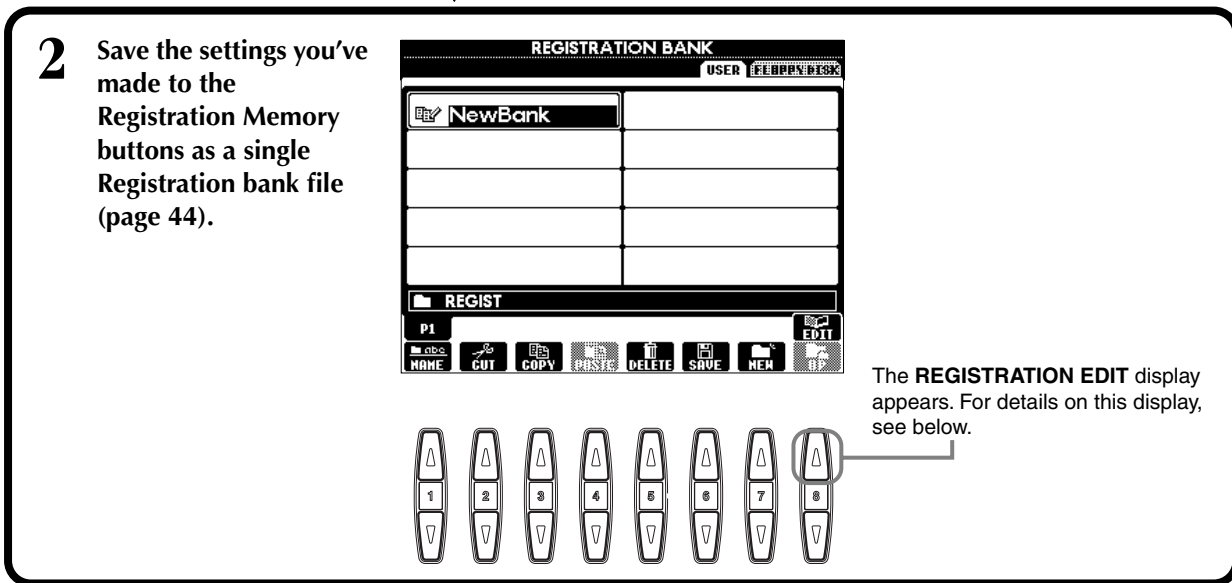 2
Save the settings you've
made to the
Registration Memory
buttons as a single
Registration bank file
(page 44).
REGISTRATION BANK
USER FLOPPY DISK
NewBank
REGIST
P1
EDIT
abc
NAME CUT COPY PASTE DELETE SAVE NEW UP
The REGISTRATION EDIT display
appears. For details on this display,
see below.
1 2 3 4 5 6 7 8